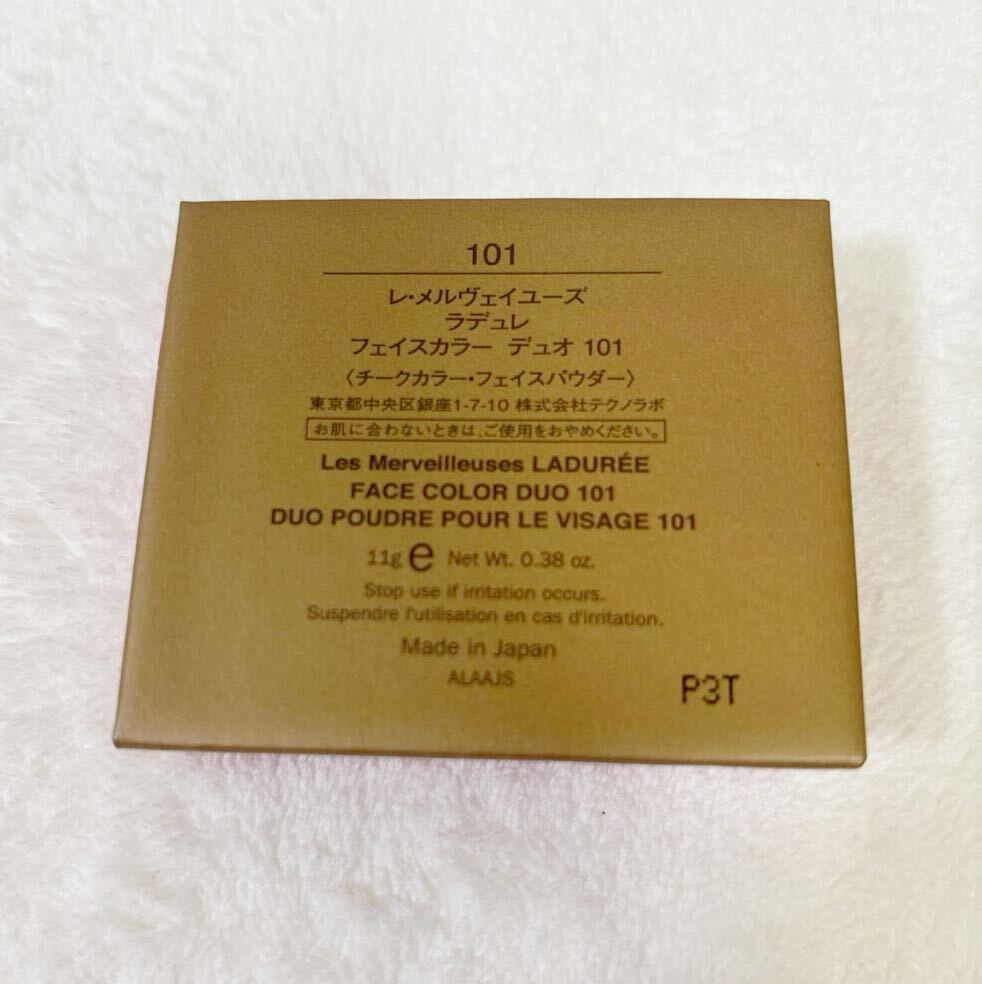 101
レ・メルヴェイユーズ
ラデュレ
フェイスカラー デュオ 101
〈チークカラー・フェイスパウダー〉
東京都中央区銀座1-7-10 株式会社テクノラボ
お肌に合わないときは、ご使用をおやめください。
Les Merveilleuses LADURÉE
FACE COLOR DUO 101
DUO POUDRE POUR LE VISAGE 101
11g e Net Wt. 0.38 oz.
Stop use if irritation occurs.
Suspendre l'utilisation en cas d'irritation.
Made in Japan
ALAAJS
P3T